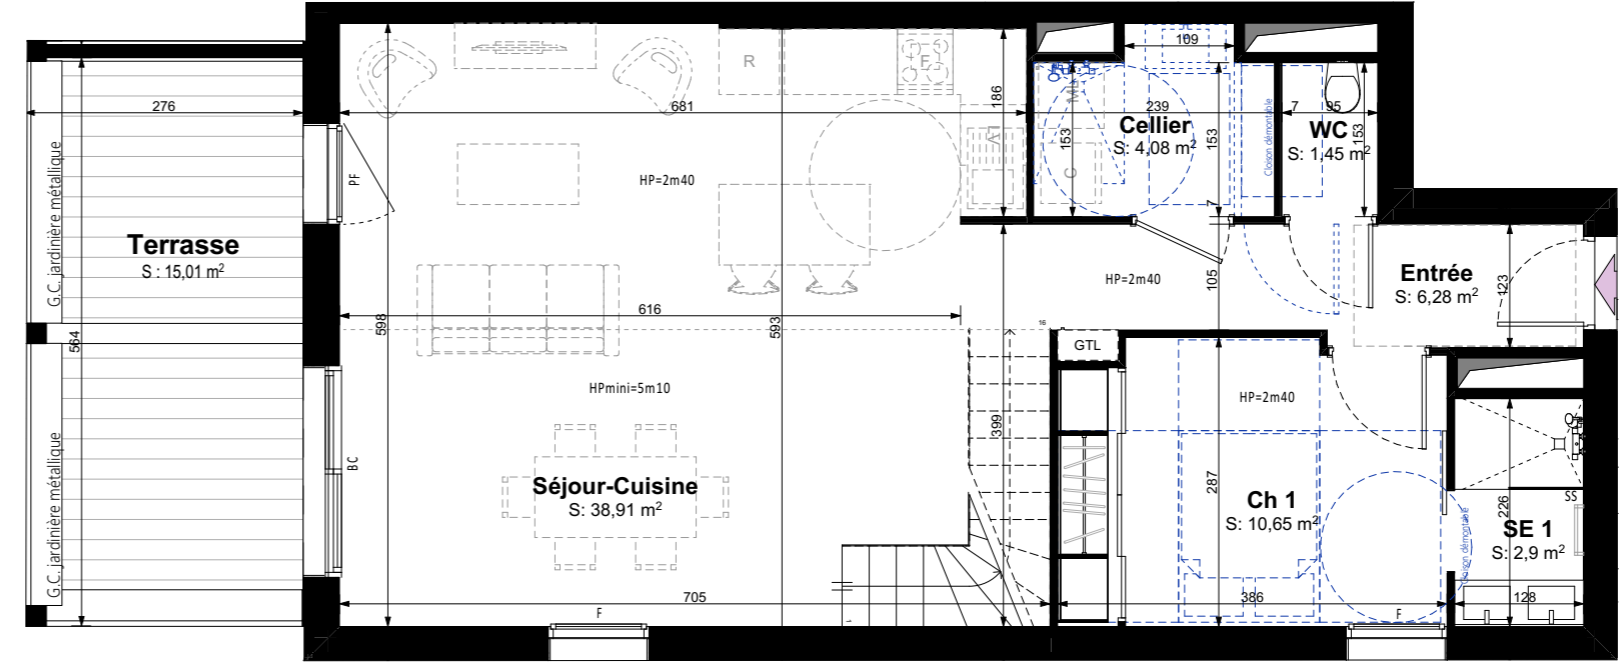 109
R
F
276
681
186
ML
239
7
95
Cellier
S: 4,08 m²
153
153
Cloison démontable
WC
S: 1,45 m²
153
PF
HP=2m40
C
7
G.C. jardinière métallique
Terrasse
S : 15,01 m²
HP=2m40
105
Entrée
S: 6,28 m²
123
616
598
593
564
16
GTL
HPmini=5m10
HP=2m40
399
BC
287
G.C. jardinière métallique
Séjour-Cuisine
S: 38,91 m²
Ch 1
S: 10,65 m²
226
SS
SE 1
S: 2,9 m²
Cloison démontable
705
386
128
F
F